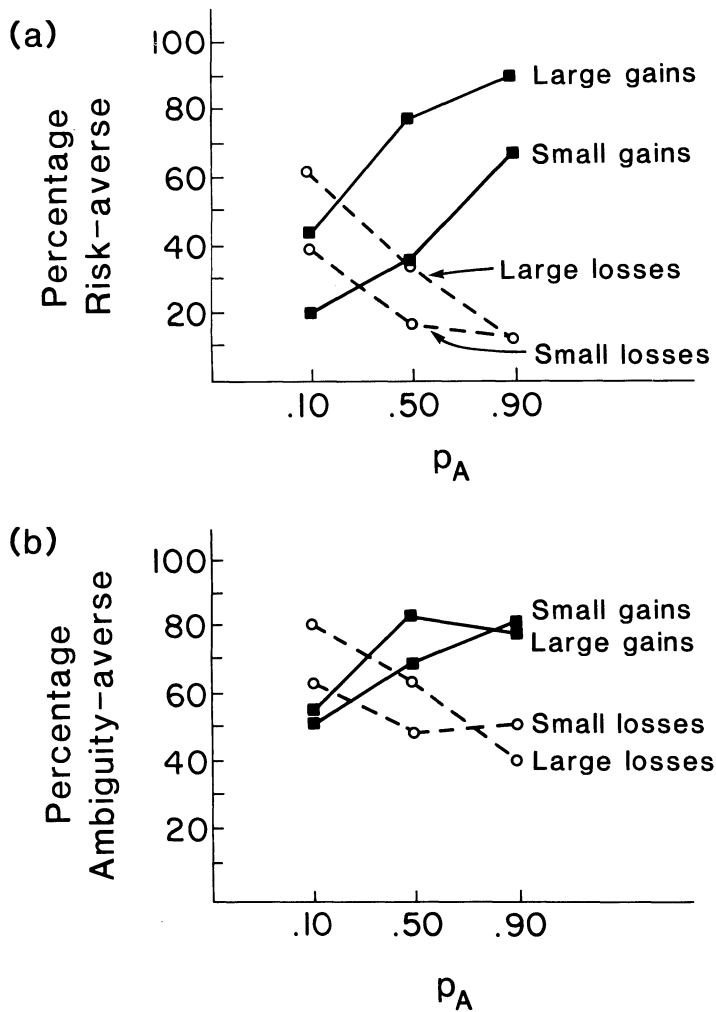 (a)
Percentage
Risk-averse
100
80
60
40
20
Large gains
Small gains
Large losses
Small losses
.10 .50 .90
pA
(b)
Percentage
Ambiguity-averse
100
80
60
40
20
Small gains
Large gains
Small losses
Large losses
.10 .50 .90
pA